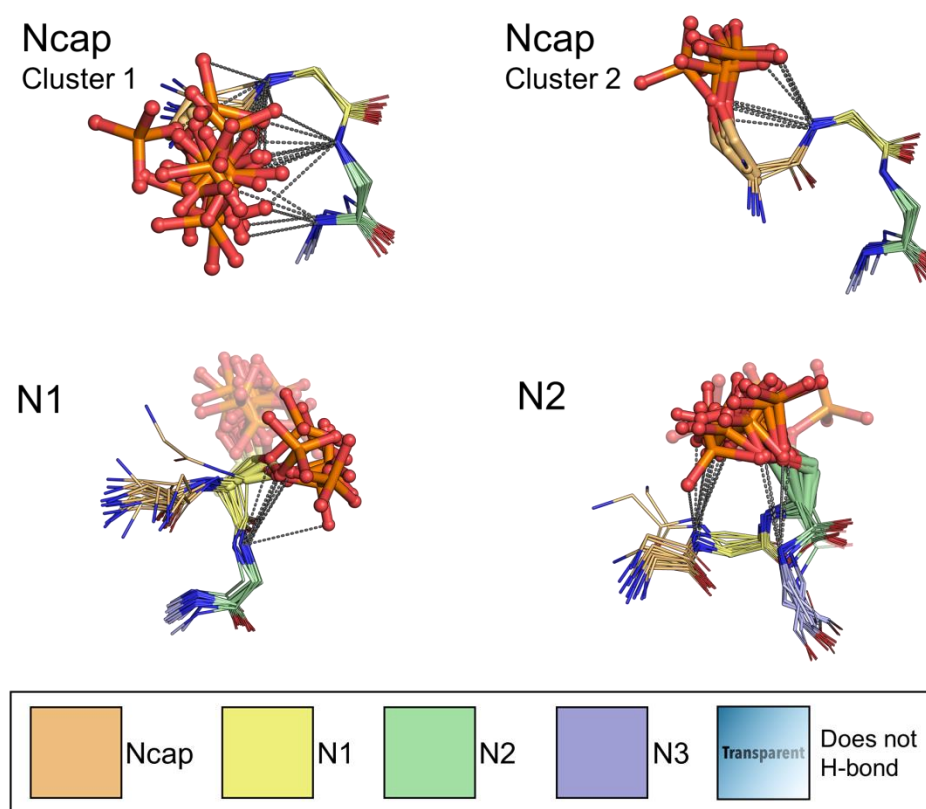 Ncap
Cluster 1
Ncap
Cluster 2
N1
N2
Ncap
N1
N2
N3
Transparent
Does not
H-bond